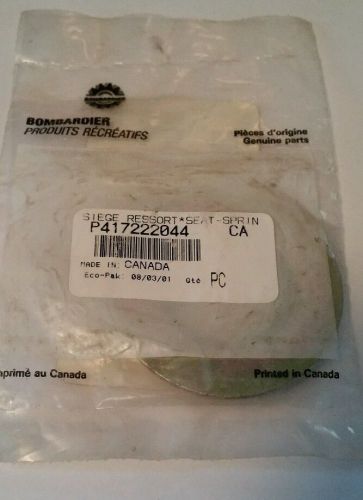 BOMBARDIER
PRODUITS RÉCRÉATIFS
Pièces d'origine
Genuine parts
SIEGE RESSORT*SEAT-SPRIN
P417222044 CA
MADE IN: CANADA
Eco-Pak: 08/03/01 Qté PC
mprimé au Canada
Printed in Canada